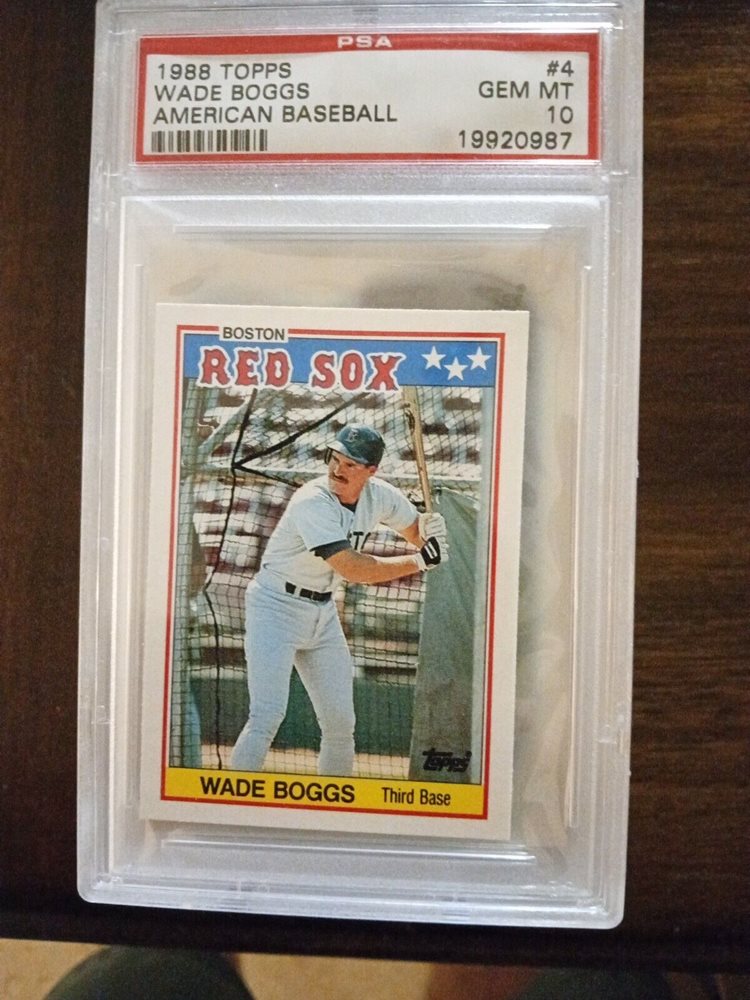 PSA
1988 TOPPS #4
WADE BOGGS GEM MT
AMERICAN BASEBALL 10
19920987
BOSTON
RED SOX
B
ST
Topps
WADE BOGGS Third Base